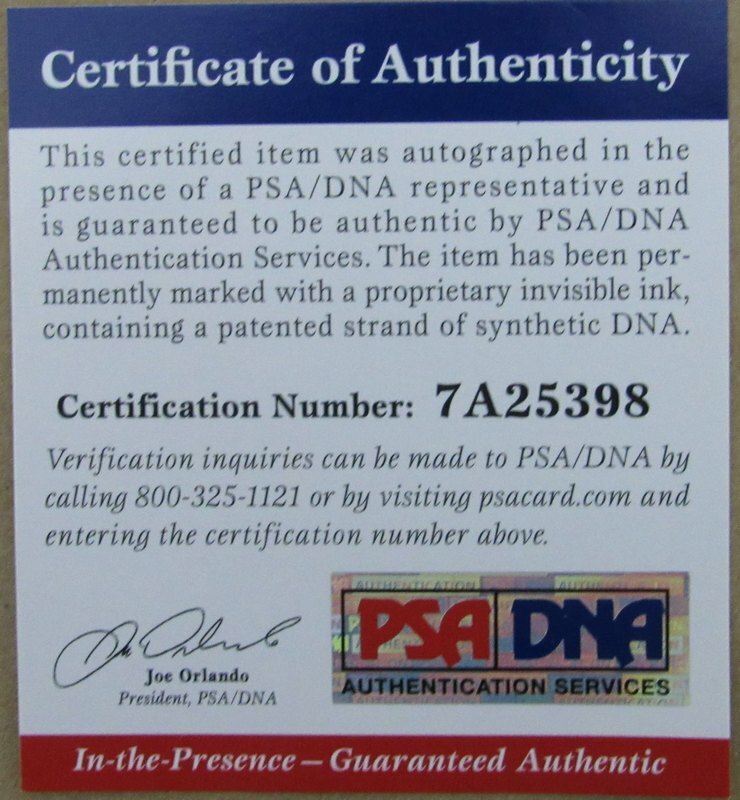 Certificate of Authenticity
This certified item was autographed in the
presence of a PSA/DNA representative and
is guaranteed to be authentic by PSA/DNA
Authentication Services. The item has been per-
manently marked with a proprietary invisible ink,
containing a patented strand of synthetic DNA.
Certification Number: 7A25398
Verification inquiries can be made to PSA/DNA by
calling 800-325-1121 or by visiting psacard.com and
entering the certification number above.
Joe Orlando
President, PSA/DNA
PSA DNA
AUTHENTICATION SERVICES
In-the-Presence – Guaranteed Authentic